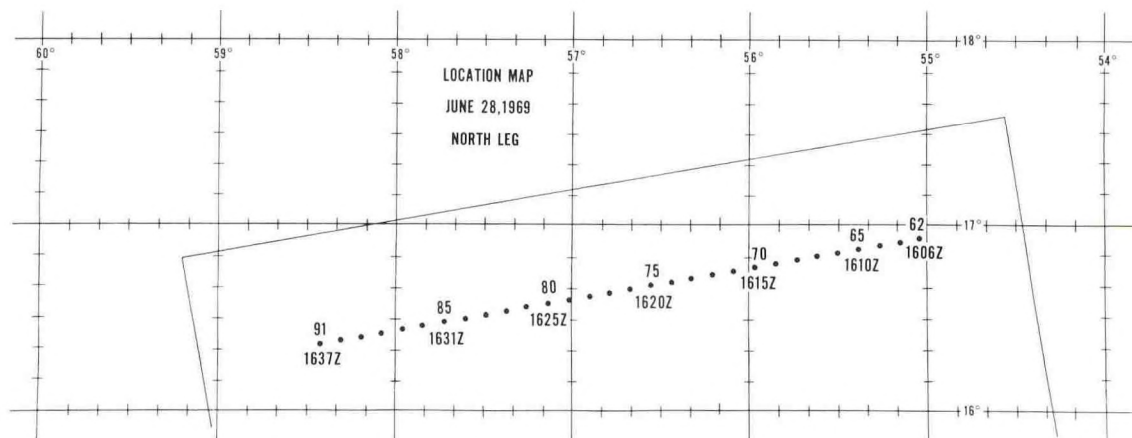 60° 59° 58° 57° 56° 55° 18° 54°
LOCATION MAP
JUNE 28,1969
NORTH LEG
17°
62
1606Z
65
1610Z
70
1615Z
75
1620Z
80
1625Z
85
1631Z
91
1637Z
16°